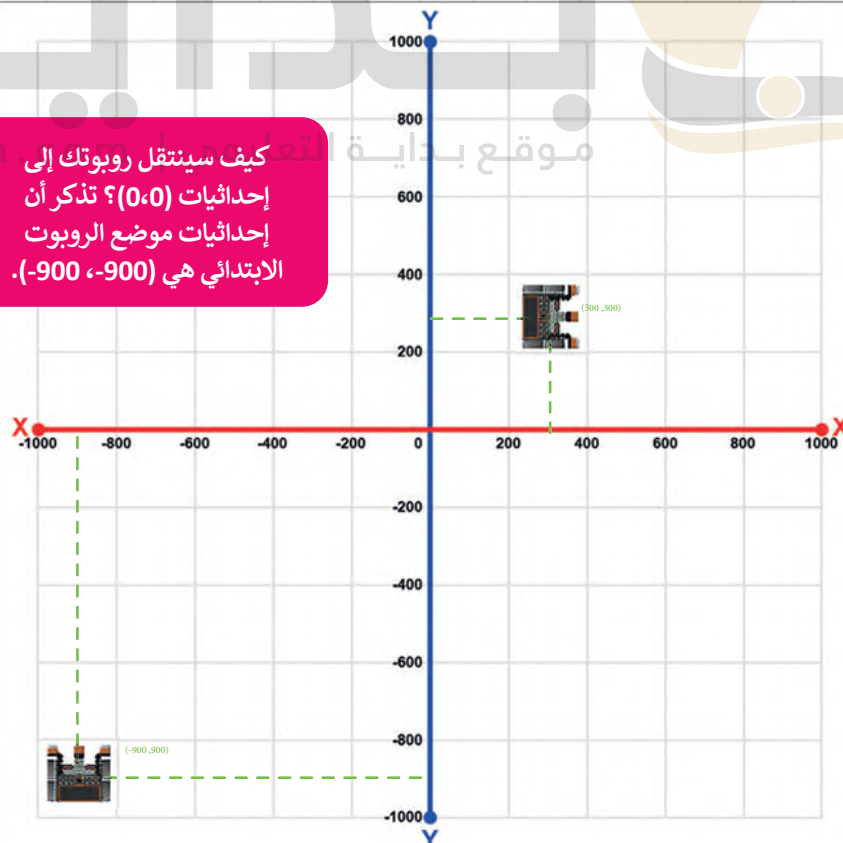 Y
1000
800
موقع بداية التعليمي |
كيف سينتقل روبوتك إلى
إحداثيات (0،0)؟ تذكر أن
إحداثيات موضع الروبوت
الابتدائي هي (900-، 900-).
600
400
(300 ,300)
200
X
X
-1000 -800 -600 -400 -200 0 200 400 600 800 1000
-200
-400
-600
-800
(-900 ,900)
-1000
Y